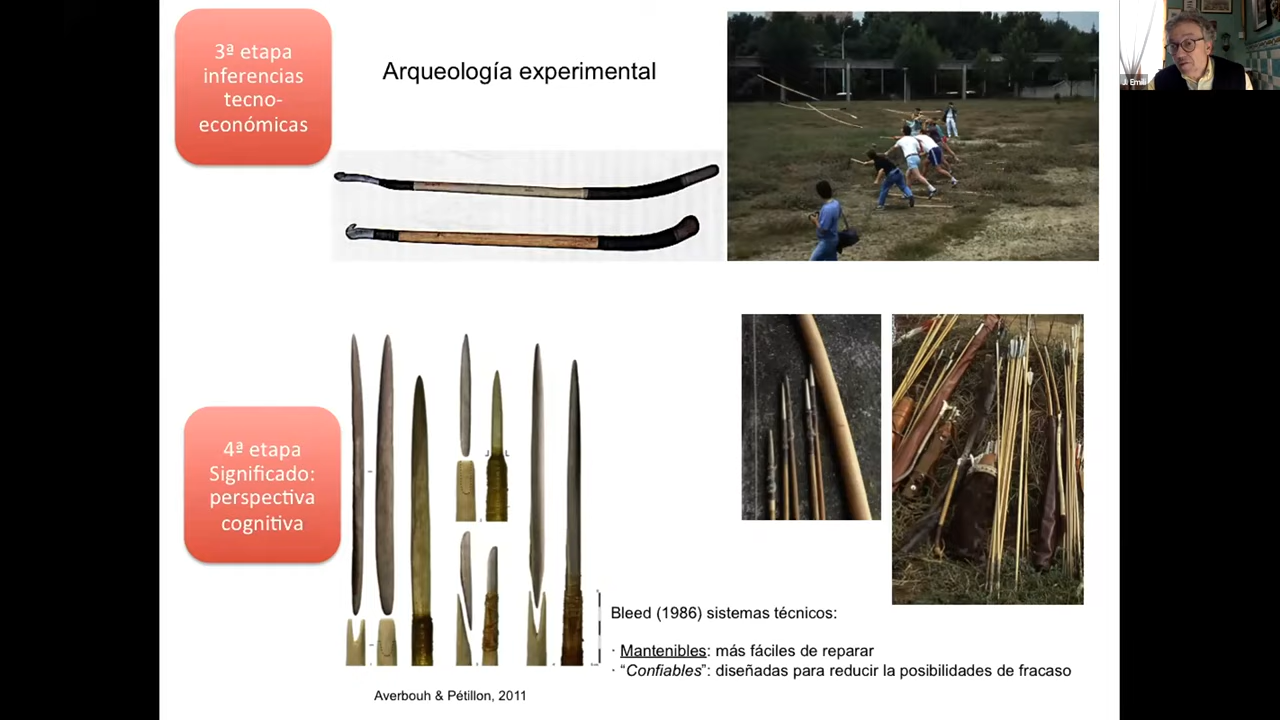 3ª etapa
inferencias
tecno-
económicas
Arqueología experimental
J. Emili
4ª etapa
Significado:
perspectiva
cognitiva
Bleed (1986) sistemas técnicos:
· Mantenibles: más fáciles de reparar
· “Confiables”: diseñadas para reducir la posibilidades de fracaso
Averbouh & Pétillon, 2011